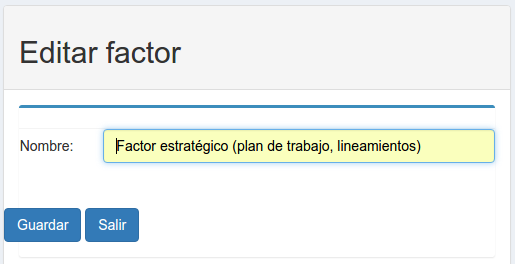 Editar factor
Nombre: Factor estratégico (plan de trabajo, lineamientos)
Guardar Salir